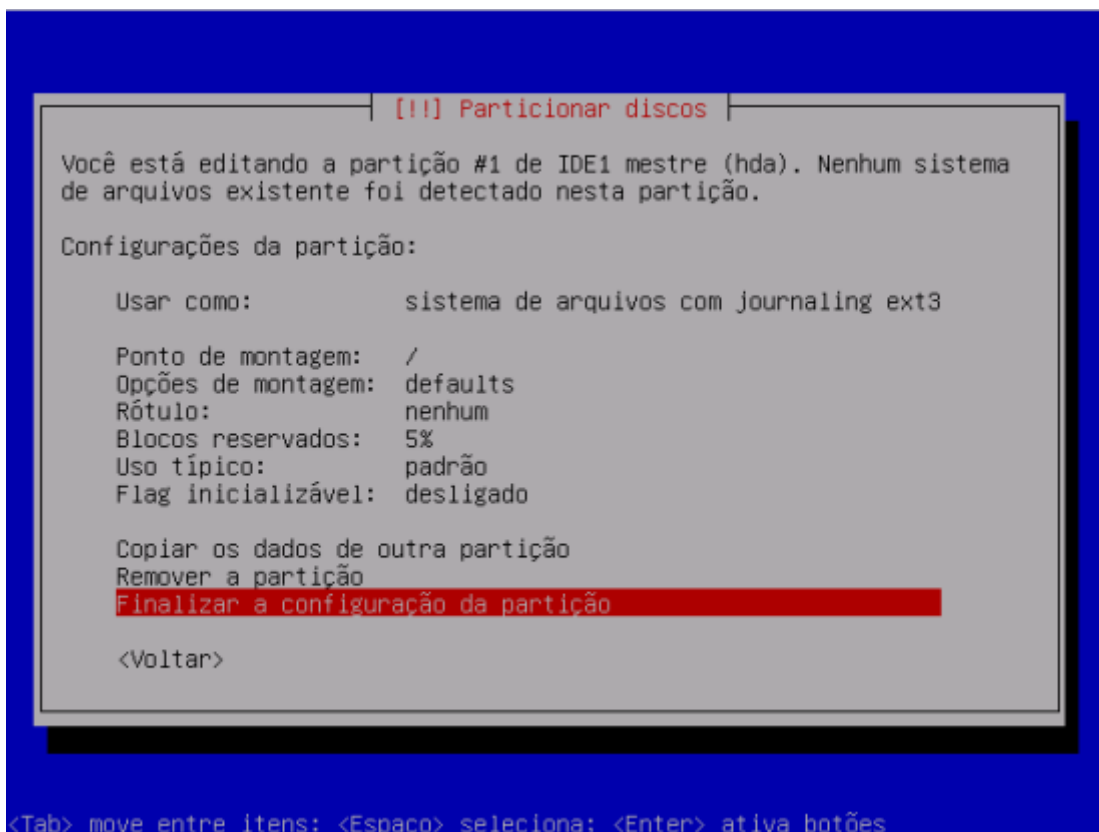 [!!] Particionar discos
Você está editando a partição #1 de IDE1 mestre (hda). Nenhum sistema
de arquivos existente foi detectado nesta partição.
Configurações da partição:
Usar como: sistema de arquivos com journaling ext3
Ponto de montagem: /
Opções de montagem: defaults
Rótulo: nenhum
Blocos reservados: 5%
Uso típico: padrão
Flag inicializável: desligado
Copiar os dados de outra partição
Remover a partição
Finalizar a configuração da partição
<Voltar>
<Tab> move entre itens; <Espaço> seleciona; <Enter> ativa botões